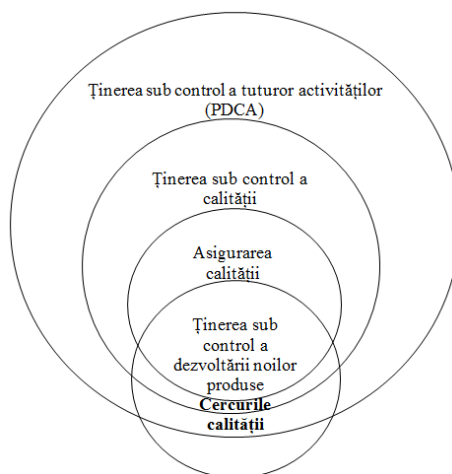 Ținerea sub control a tuturor activităților
(PDCA)
Ținerea sub control a
calității
Asigurarea
calității
Ținerea sub
control a
dezvoltării noilor
produse
Cercurile
calității